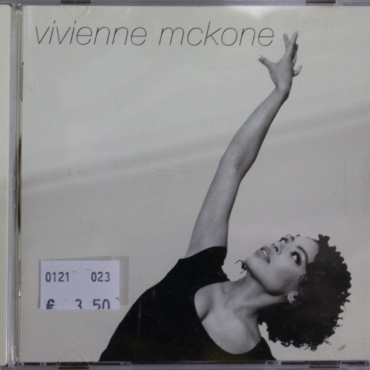 vivienne mckone
0121 023
€ 3,50